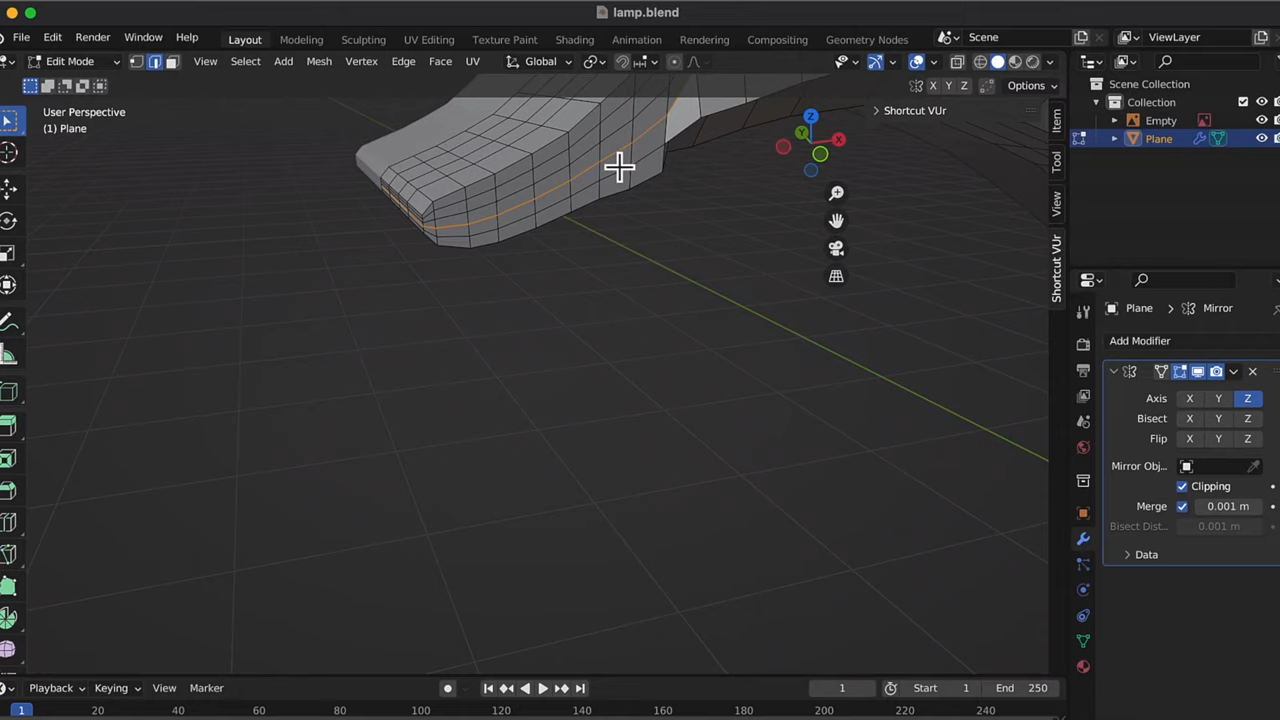 lamp.blend
File Edit Render Window Help Layout Modeling Sculpting UV Editing Texture Paint Shading Animation Rendering Compositing Geometry Nodes Scene ViewLayer
Edit Mode View Select Add Mesh Vertex Edge Face UV Global
X Y Z Options
User Perspective
(1) Plane
Shortcut VUr
Z
Y
X
Item
Tool
View
Shortcut VUr
Scene Collection
Collection
Empty
Plane
Plane > Mirror
Add Modifier
Axis X Y Z
Bisect X Y Z
Flip X Y Z
Mirror Obj...
Clipping
Merge 0.001 m
Bisect Dist... 0.001 m
Data
Playback Keying View Marker 1 Start 1 End 250
1 20 40 60 80 100 120 140 160 180 200 220 240